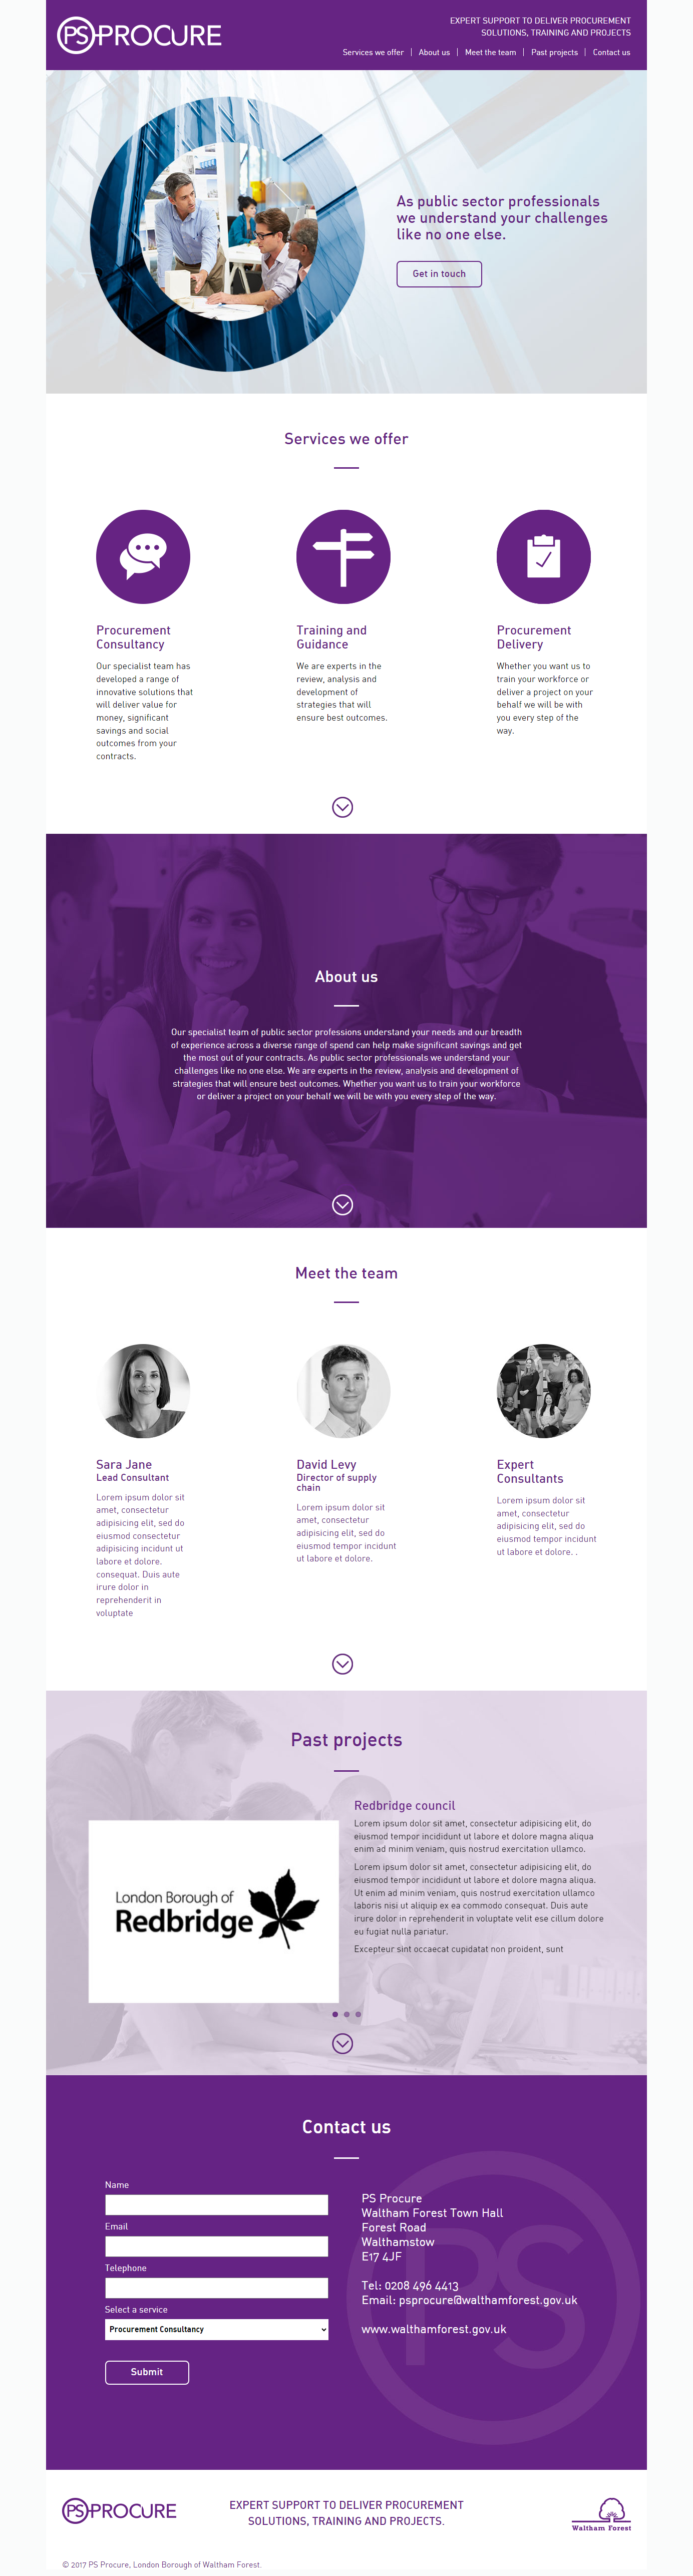 PS PROCURE
EXPERT SUPPORT TO DELIVER PROCUREMENT
SOLUTIONS, TRAINING AND PROJECTS
Services we offer | About us | Meet the team | Past projects | Contact us
As public sector professionals
we understand your challenges
like no one else.
Get in touch
Services we offer
Procurement
Consultancy
Our specialist team has
developed a range of
innovative solutions that
will deliver value for
money, significant
savings and social
outcomes from your
contracts.
Training and
Guidance
We are experts in the
review, analysis and
development of
strategies that will
ensure best outcomes.
Procurement
Delivery
Whether you want us to
train your workforce or
deliver a project on your
behalf we will be with
you every step of the
way.
About us
Our specialist team of public sector professions understand your needs and our breadth
of experience across a diverse range of spend can help make significant savings and get
the most out of your contracts. As public sector professionals we understand your
challenges like no one else. We are experts in the review, analysis and development of
strategies that will ensure best outcomes. Whether you want us to train your workforce
or deliver a project on your behalf we will be with you every step of the way.
Meet the team
Sara Jane
Lead Consultant
Lorem ipsum dolor sit
amet, consectetur
adipisicing elit, sed do
eiusmod consectetur
adipisicing incidunt ut
labore et dolore.
consequat. Duis aute
irure dolor in
reprehenderit in
voluptate
David Levy
Director of supply
chain
Lorem ipsum dolor sit
amet, consectetur
adipisicing elit, sed do
eiusmod tempor incidunt
ut labore et dolore.
Expert
Consultants
Lorem ipsum dolor sit
amet, consectetur
adipisicing elit, sed do
eiusmod tempor incidunt
ut labore et dolore. .
Past projects
London Borough of
Redbridge
Redbridge council
Lorem ipsum dolor sit amet, consectetur adipisicing elit, do
eiusmod tempor incididunt ut labore et dolore magna aliqua
enim ad minim veniam, quis nostrud exercitation ullamco.
Lorem ipsum dolor sit amet, consectetur adipisicing elit, do
eiusmod tempor incididunt ut labore et dolore magna aliqua.
Ut enim ad minim veniam, quis nostrud exercitation ullamco
laboris nisi ut aliquip ex ea commodo consequat. Duis aute
irure dolor in reprehenderit in voluptate velit ese cillum dolore
eu fugiat nulla pariatur.
Excepteur sint occaecat cupidatat non proident, sunt
Contact us
Name
Email
Telephone
Select a service
Procurement Consultancy
Submit
PS
PS Procure
Waltham Forest Town Hall
Forest Road
Walthamstow
E17 4JF
Tel: 0208 496 4413
Email: psprocure@walthamforest.gov.uk
www.walthamforest.gov.uk
PS PROCURE
EXPERT SUPPORT TO DELIVER PROCUREMENT
SOLUTIONS, TRAINING AND PROJECTS.
Waltham Forest
© 2017 PS Procure, London Borough of Waltham Forest.